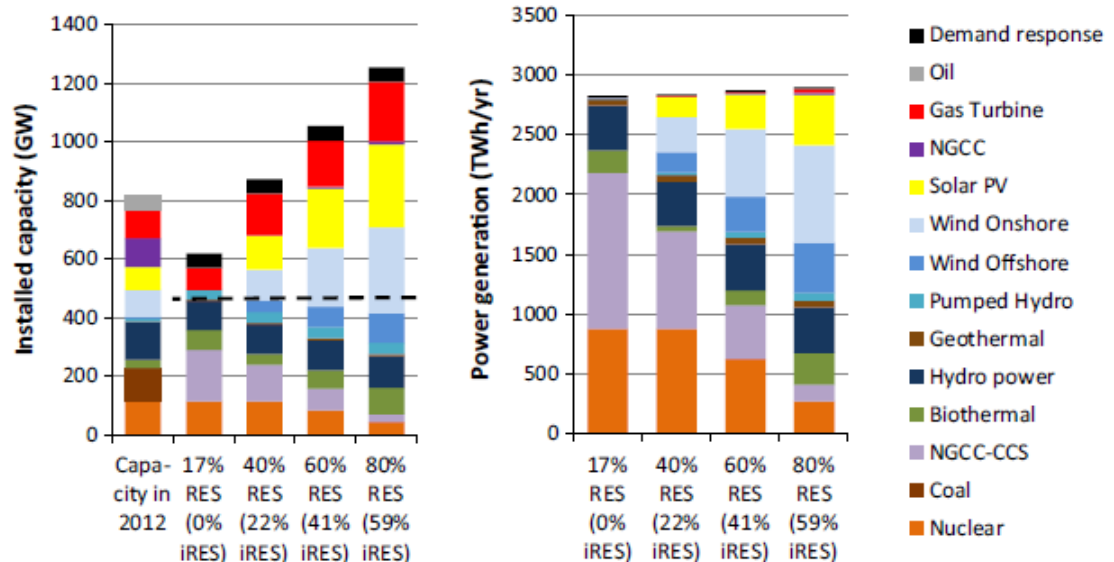 Installed capacity (GW)
1400
1200
1000
800
600
400
200
0
Capa-
city in
2012
17%
RES
(0%
iRES)
40%
RES
(22%
iRES)
60%
RES
(41%
iRES)
80%
RES
(59%
iRES)
Power generation (TWh/yr)
3500
3000
2500
2000
1500
1000
500
0
17%
RES
(0%
iRES)
40%
RES
(22%
iRES)
60%
RES
(41%
iRES)
80%
RES
(59%
iRES)
Demand response
Oil
Gas Turbine
NGCC
Solar PV
Wind Onshore
Wind Offshore
Pumped Hydro
Geothermal
Hydro power
Biothermal
NGCC-CCS
Coal
Nuclear